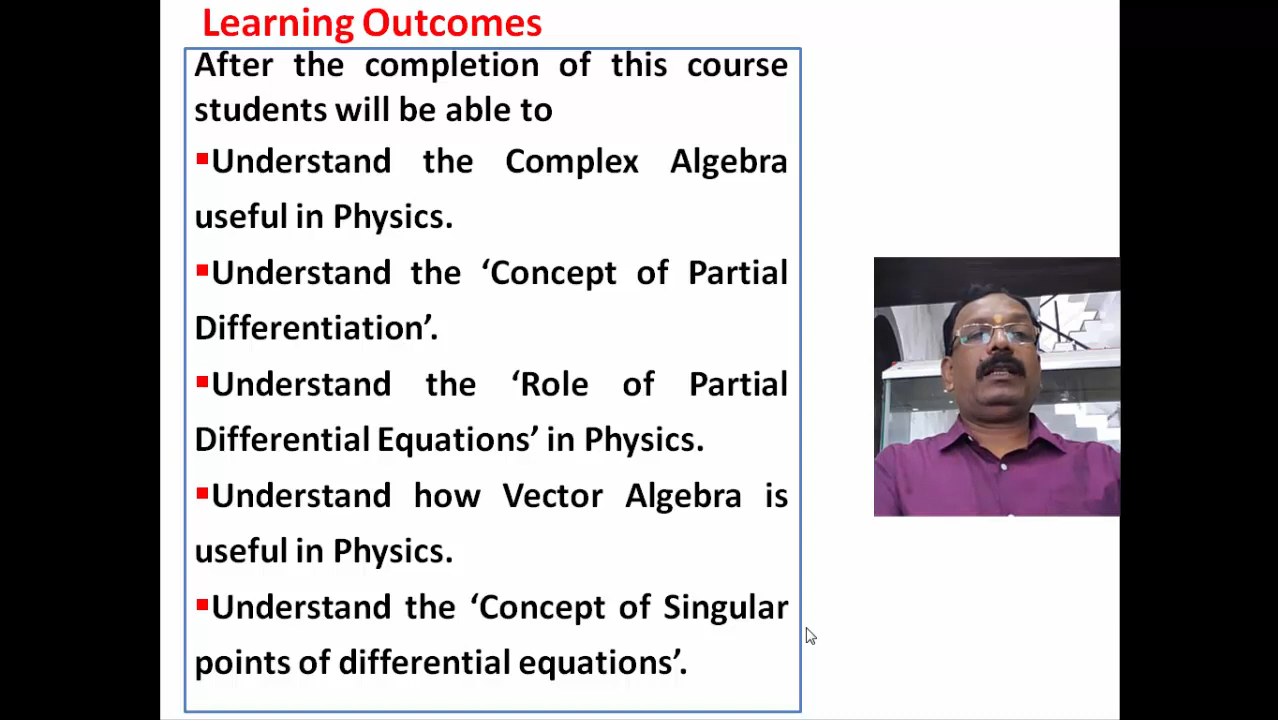 Learning Outcomes
After the completion of this course
students will be able to
▪Understand the Complex Algebra
useful in Physics.
▪Understand the ‘Concept of Partial
Differentiation’.
▪Understand the ‘Role of Partial
Differential Equations’ in Physics.
▪Understand how Vector Algebra is
useful in Physics.
▪Understand the ‘Concept of Singular
points of differential equations’.